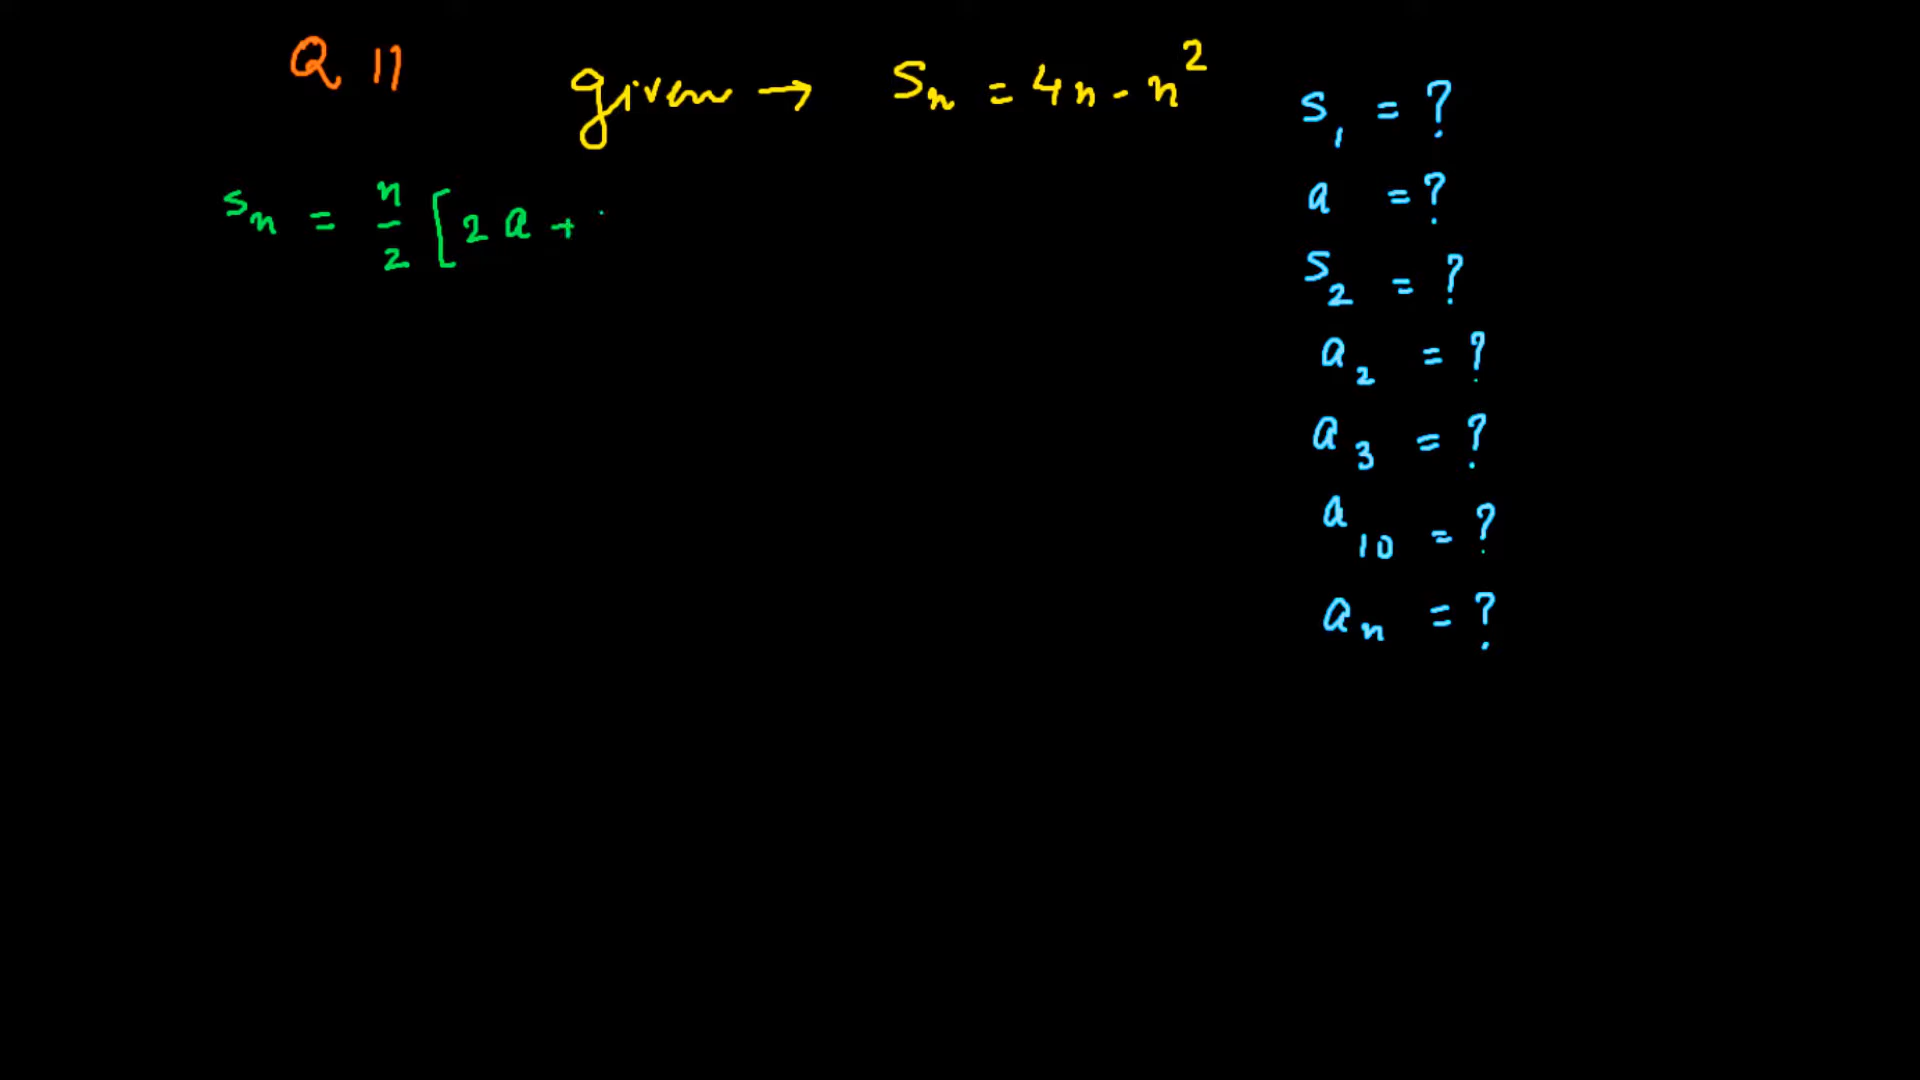 Q 11
given → Sn = 4n - n²
S₁ = ?
Sn = n/2 [2a +
a = ?
S₂ = ?
a₂ = ?
a₃ = ?
a₁₀ = ?
aₙ = ?